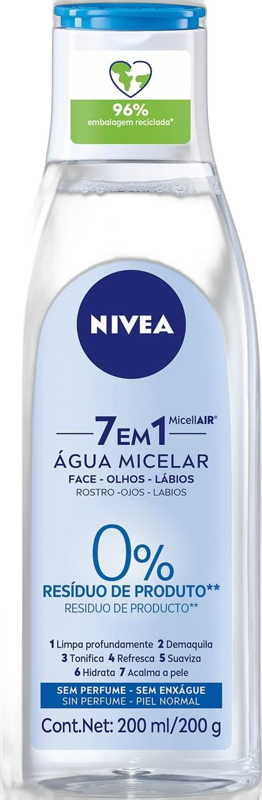 96%
embalagem reciclada*
NIVEA
7EM1 MicellAIR®
ÁGUA MICELAR
FACE - OLHOS - LÁBIOS
ROSTRO -OJOS - LABIOS
0%
RESÍDUO DE PRODUTO**
RESIDUO DE PRODUCTO**
1 Limpa profundamente 2 Demaquila
3 Tonifica 4 Refresca 5 Suaviza
6 Hidrata 7 Acalma a pele
SEM PERFUME - SEM ENXÁGUE
SIN PERFUME - PIEL NORMAL
Cont.Net: 200 ml/200 g